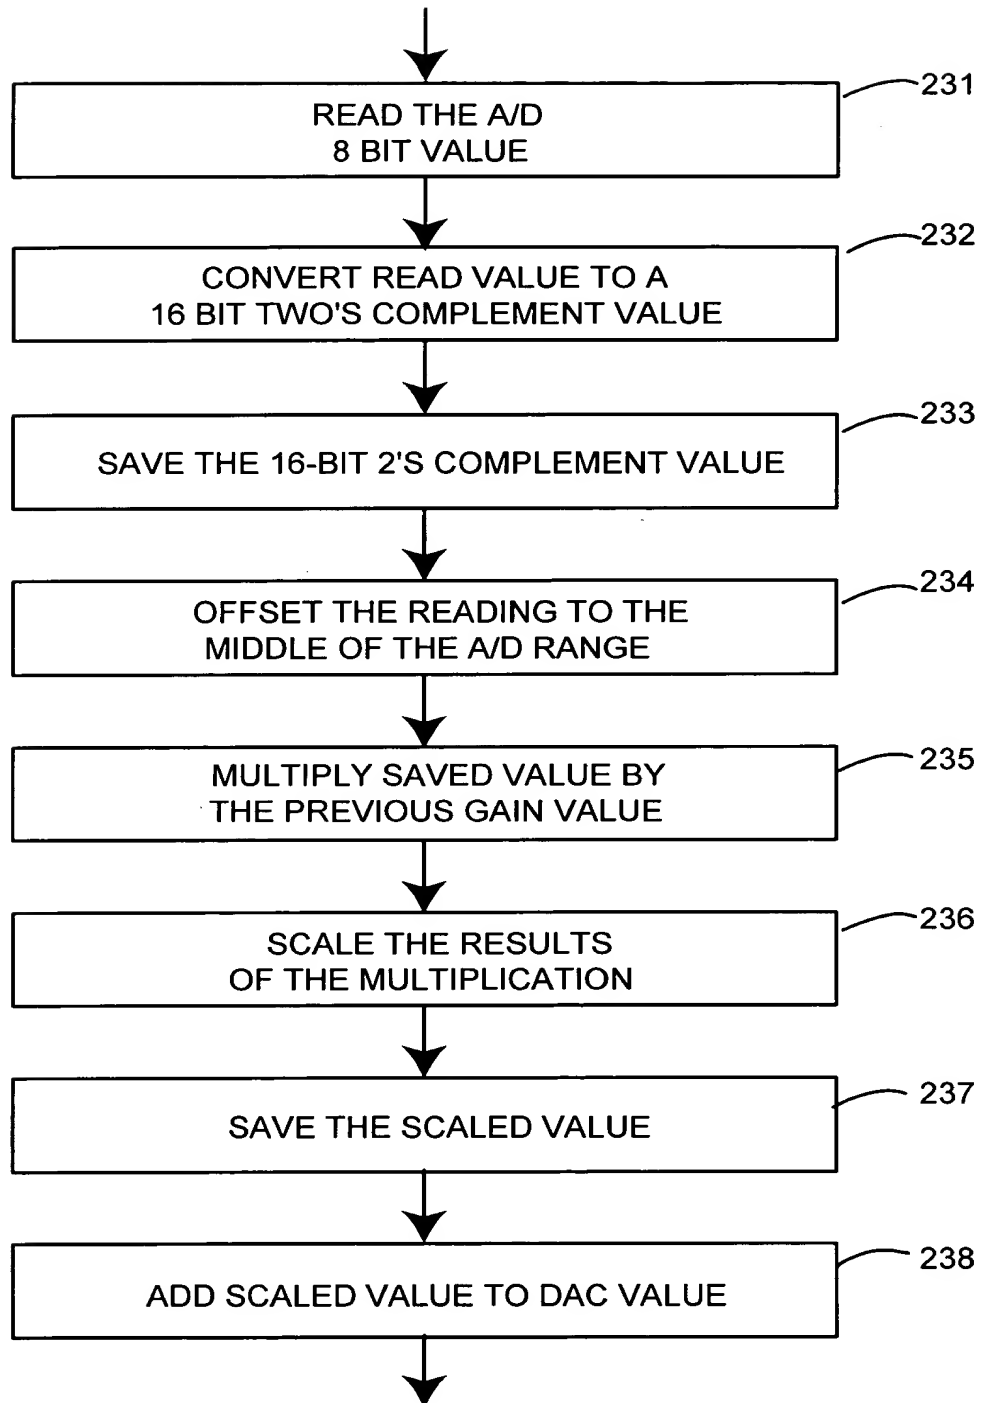 231
READ THE A/D
8 BIT VALUE
232
CONVERT READ VALUE TO A
16 BIT TWO'S COMPLEMENT VALUE
233
SAVE THE 16-BIT 2'S COMPLEMENT VALUE
234
OFFSET THE READING TO THE
MIDDLE OF THE A/D RANGE
235
MULTIPLY SAVED VALUE BY
THE PREVIOUS GAIN VALUE
236
SCALE THE RESULTS
OF THE MULTIPLICATION
237
SAVE THE SCALED VALUE
238
ADD SCALED VALUE TO DAC VALUE